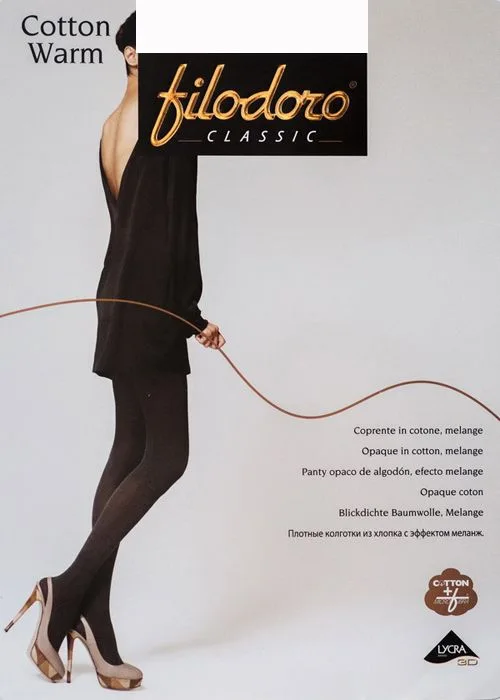 Cotton
Warm
filodoro®
CLASSIC
Coprente in cotone, melange
Opaque in cotton, melange
Panty opaco de algodón, efecto melange
Opaque coton
Blickdichte Baumwolle, Melange
Плотные колготки из хлопка с эффектом меланж.
COTTON
+f
LYCRA
3D